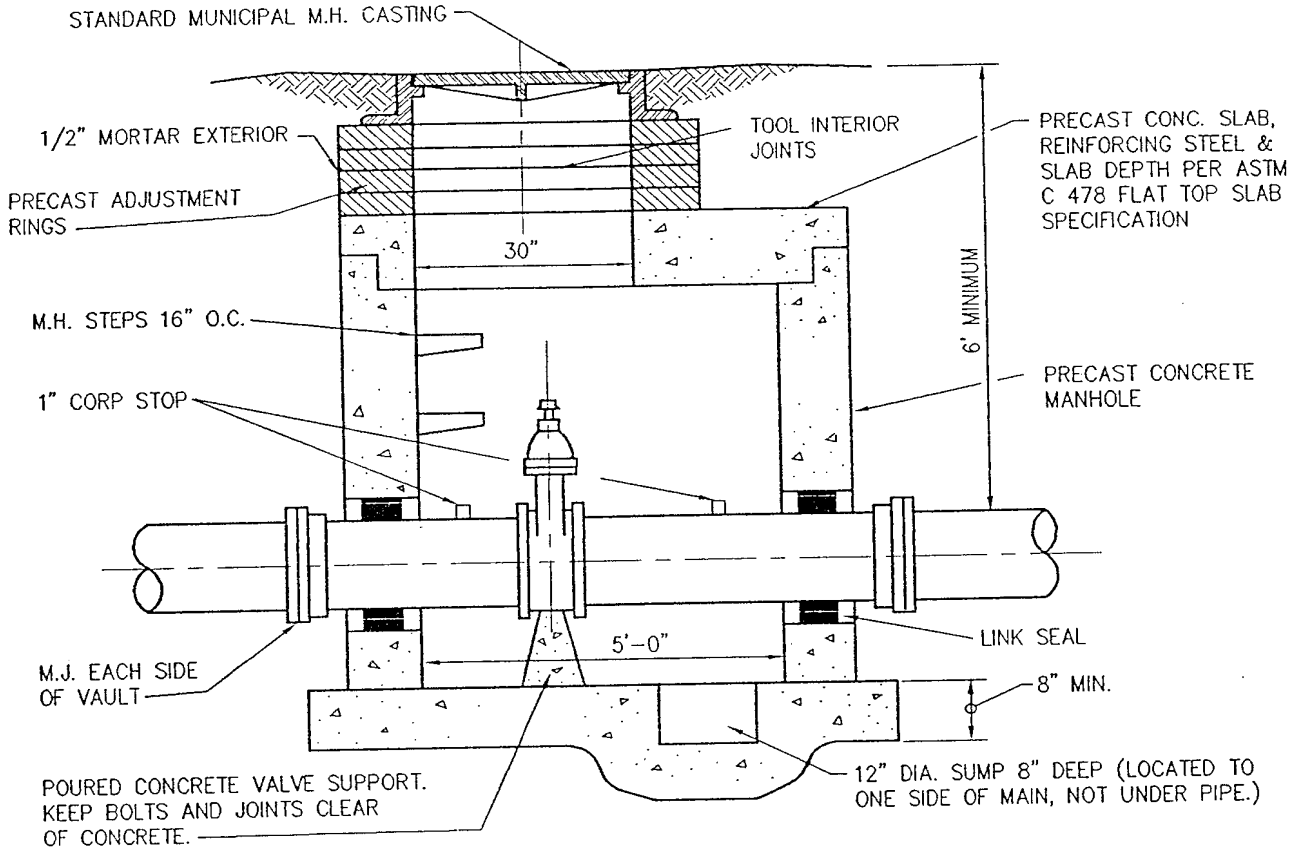 STANDARD MUNICIPAL M.H. CASTING
1/2" MORTAR EXTERIOR
TOOL INTERIOR
JOINTS
PRECAST CONC. SLAB,
REINFORCING STEEL &
SLAB DEPTH PER ASTM
C 478 FLAT TOP SLAB
SPECIFICATION
PRECAST ADJUSTMENT
RINGS
30"
6' MINIMUM
M.H. STEPS 16" O.C.
1" CORP STOP
PRECAST CONCRETE
MANHOLE
M.J. EACH SIDE
OF VAULT
5'-0"
LINK SEAL
8" MIN.
POURED CONCRETE VALVE SUPPORT.
KEEP BOLTS AND JOINTS CLEAR
OF CONCRETE.
12" DIA. SUMP 8" DEEP (LOCATED TO
ONE SIDE OF MAIN, NOT UNDER PIPE.)